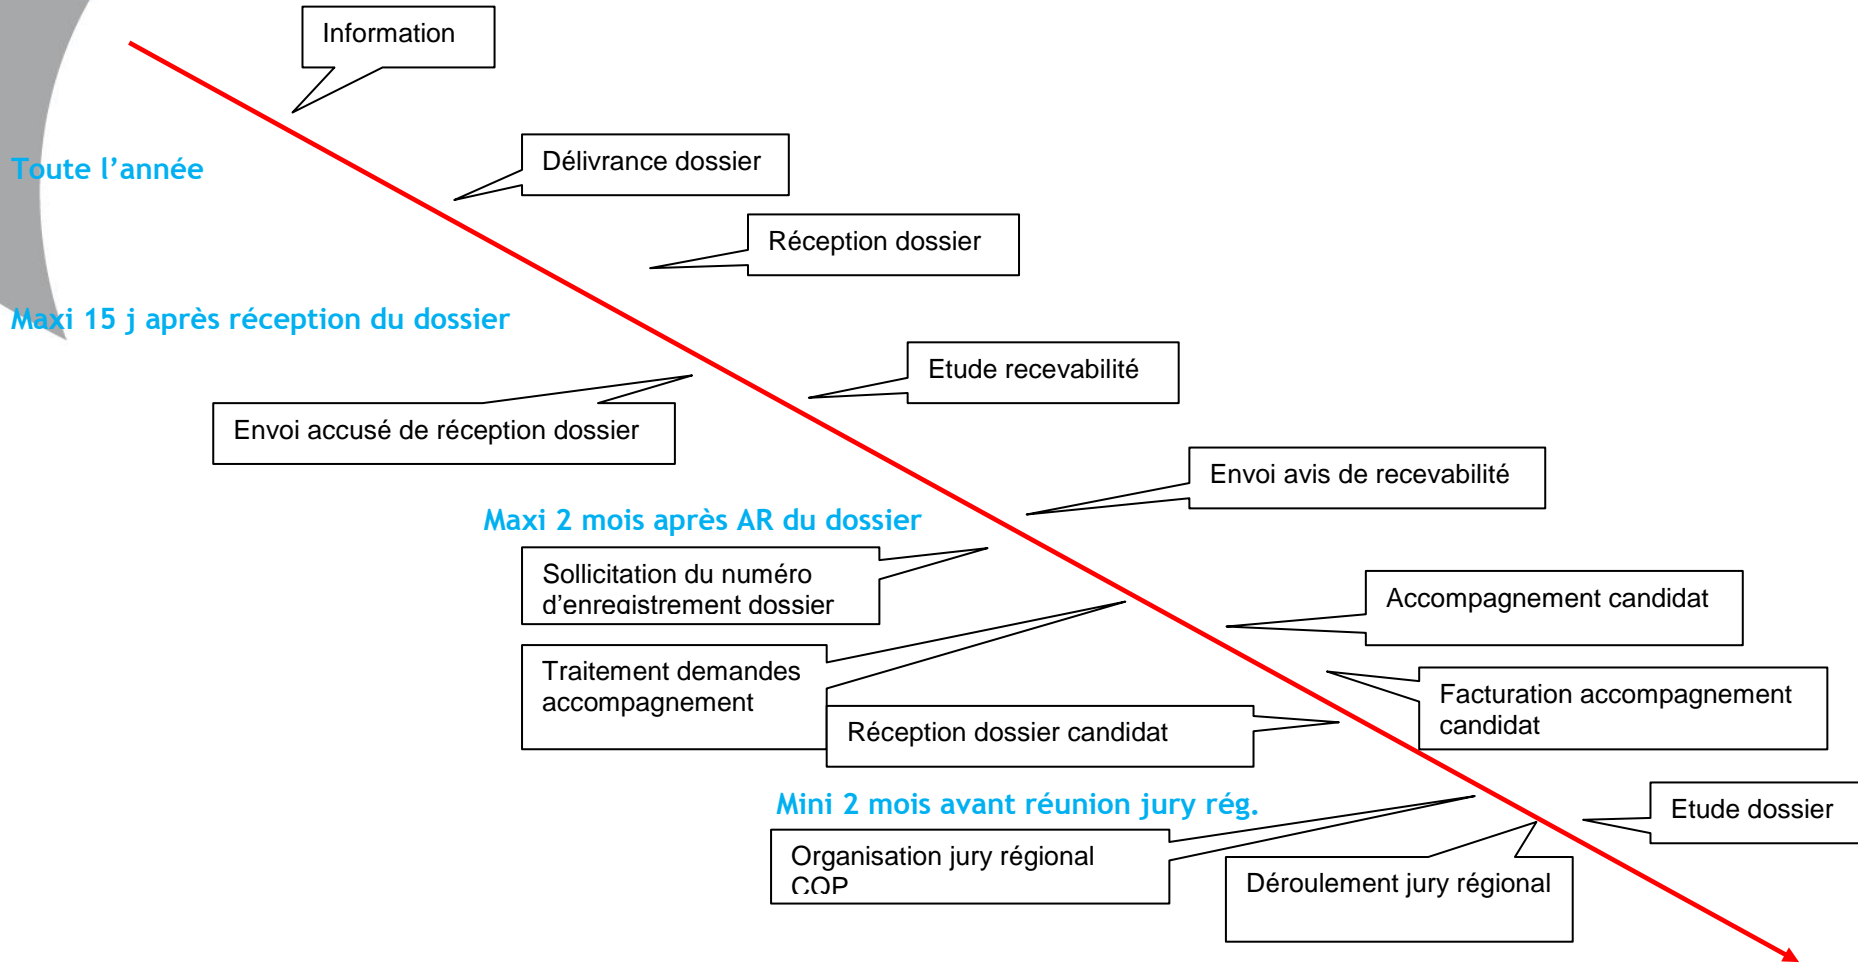 Information
Toute l’année
Délivrance dossier
Réception dossier
Maxi 15 j après réception du dossier
Etude recevabilité
Envoi accusé de réception dossier
Envoi avis de recevabilité
Maxi 2 mois après AR du dossier
Sollicitation du numéro
d'enregistrement dossier
Accompagnement candidat
Traitement demandes
accompagnement
Facturation accompagnement
candidat
Réception dossier candidat
Mini 2 mois avant réunion jury rég.
Etude dossier
Organisation jury régional
CQP
Déroulement jury régional